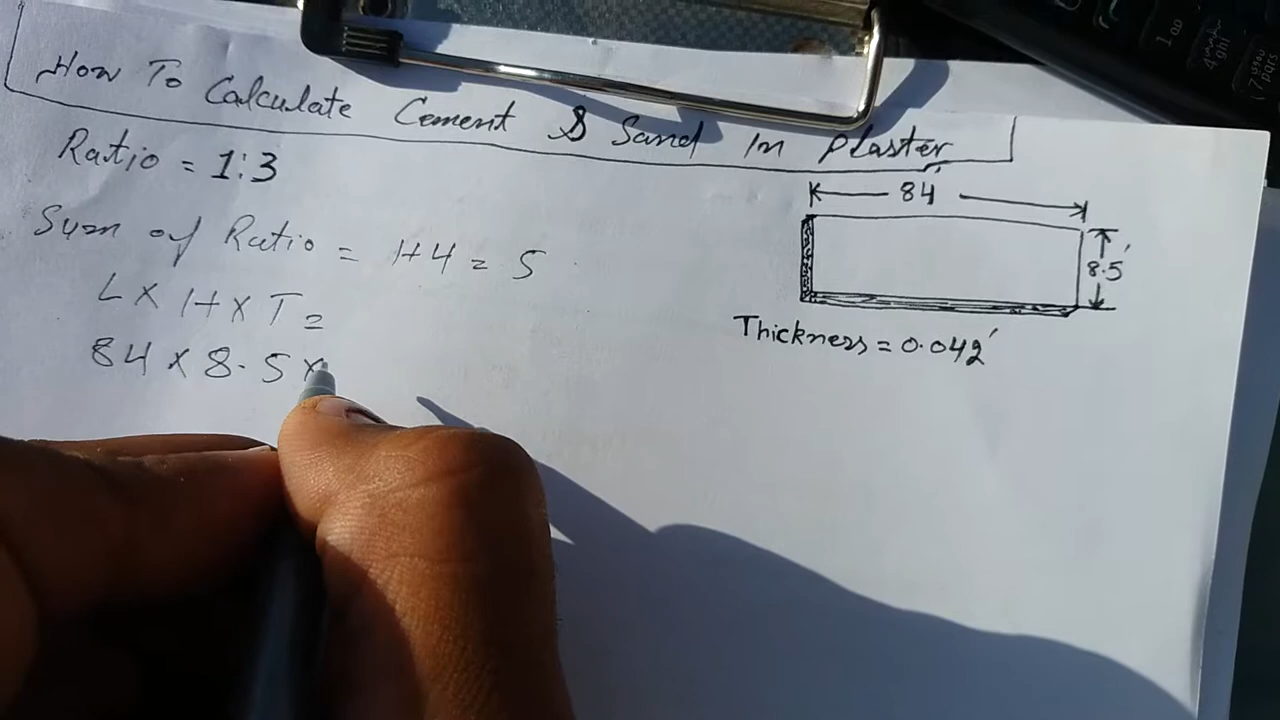 How To Calculate Cement & Sand In Plaster
Ratio = 1:3
Sum of Ratio = 1+4 = 5
L X H X T =
84 X 8.5 X
84'
8.5'
Thickness = 0.042'